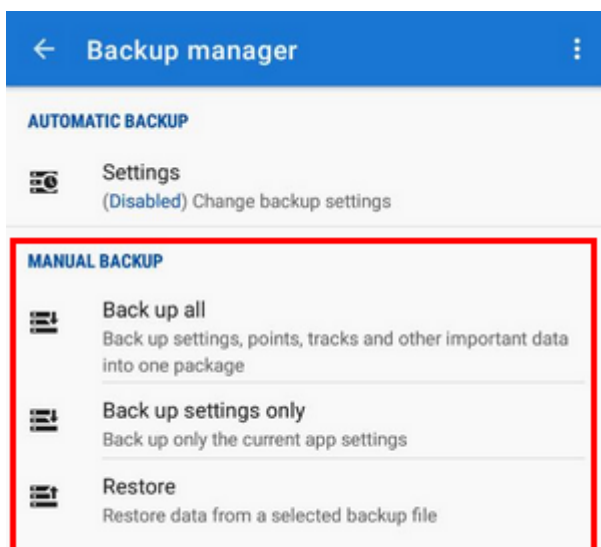 Backup manager
AUTOMATIC BACKUP
Settings
(Disabled) Change backup settings
MANUAL BACKUP
Back up all
Back up settings, points, tracks and other important data
into one package
Back up settings only
Back up only the current app settings
Restore
Restore data from a selected backup file